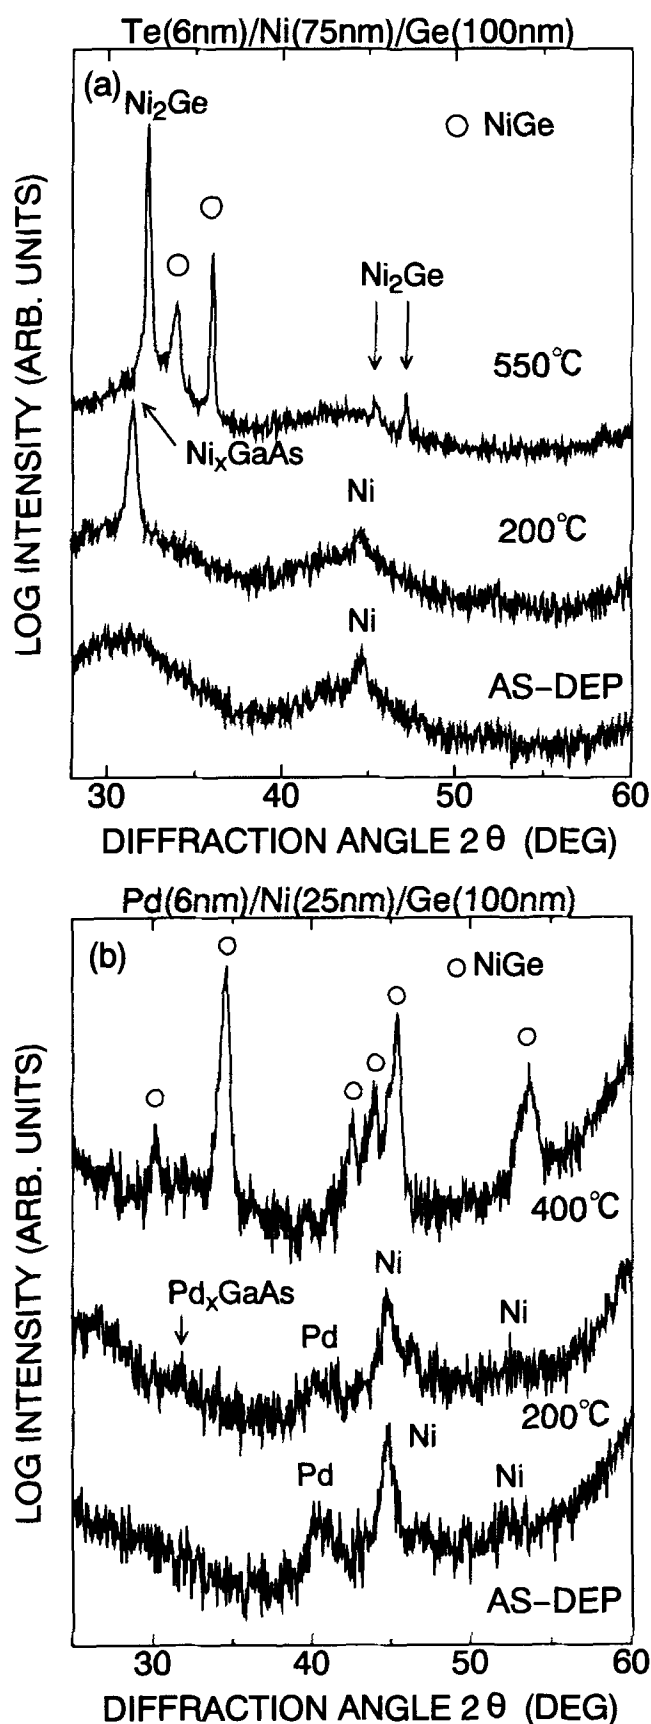 Te(6nm)/Ni(75nm)/Ge(100nm)
(a)
Ni₂Ge
○ NiGe
Ni₂Ge
550°C
NiₓGaAs
Ni
200°C
Ni
AS-DEP
LOG INTENSITY (ARB. UNITS)
30 40 50 60
DIFFRACTION ANGLE 2θ (DEG)
Pd(6nm)/Ni(25nm)/Ge(100nm)
(b)
○ NiGe
400°C
Ni
PdₓGaAs
Pd
Ni
200°C
Ni
Pd
Ni
AS-DEP
LOG INTENSITY (ARB. UNITS)
30 40 50 60
DIFFRACTION ANGLE 2θ (DEG)